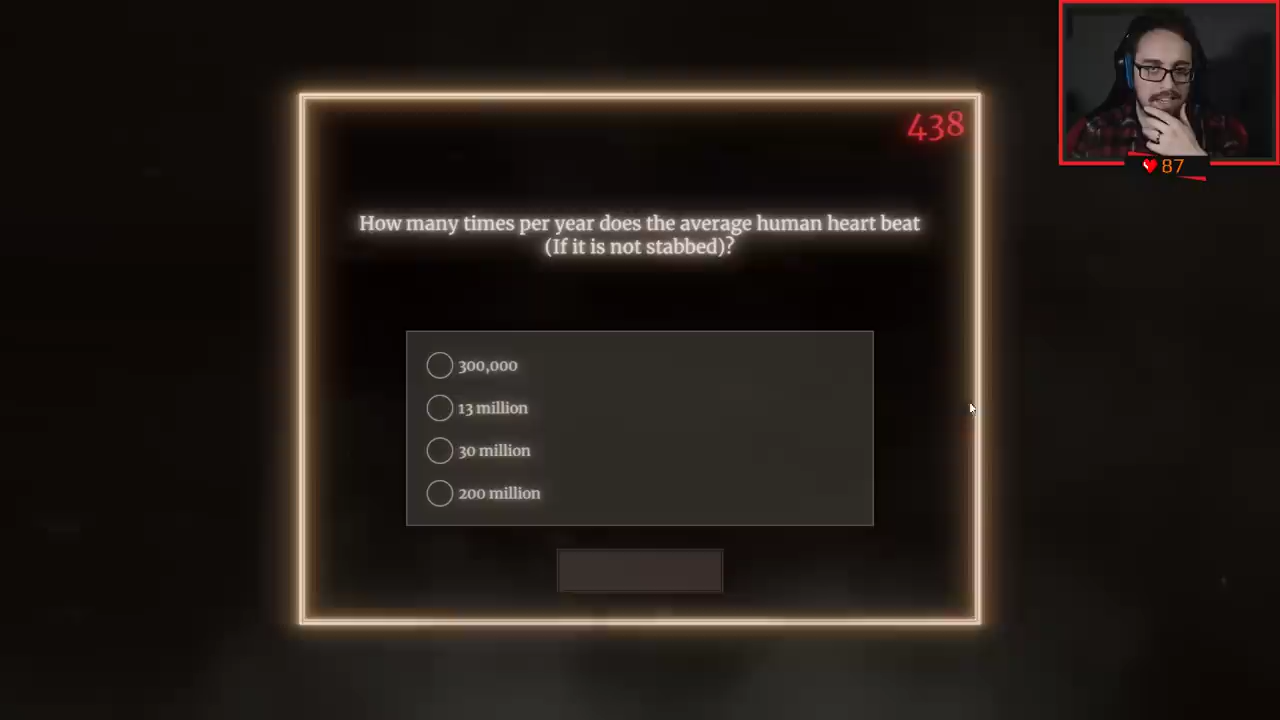 438
87
How many times per year does the average human heart beat
(If it is not stabbed)?
300,000
13 million
30 million
200 million